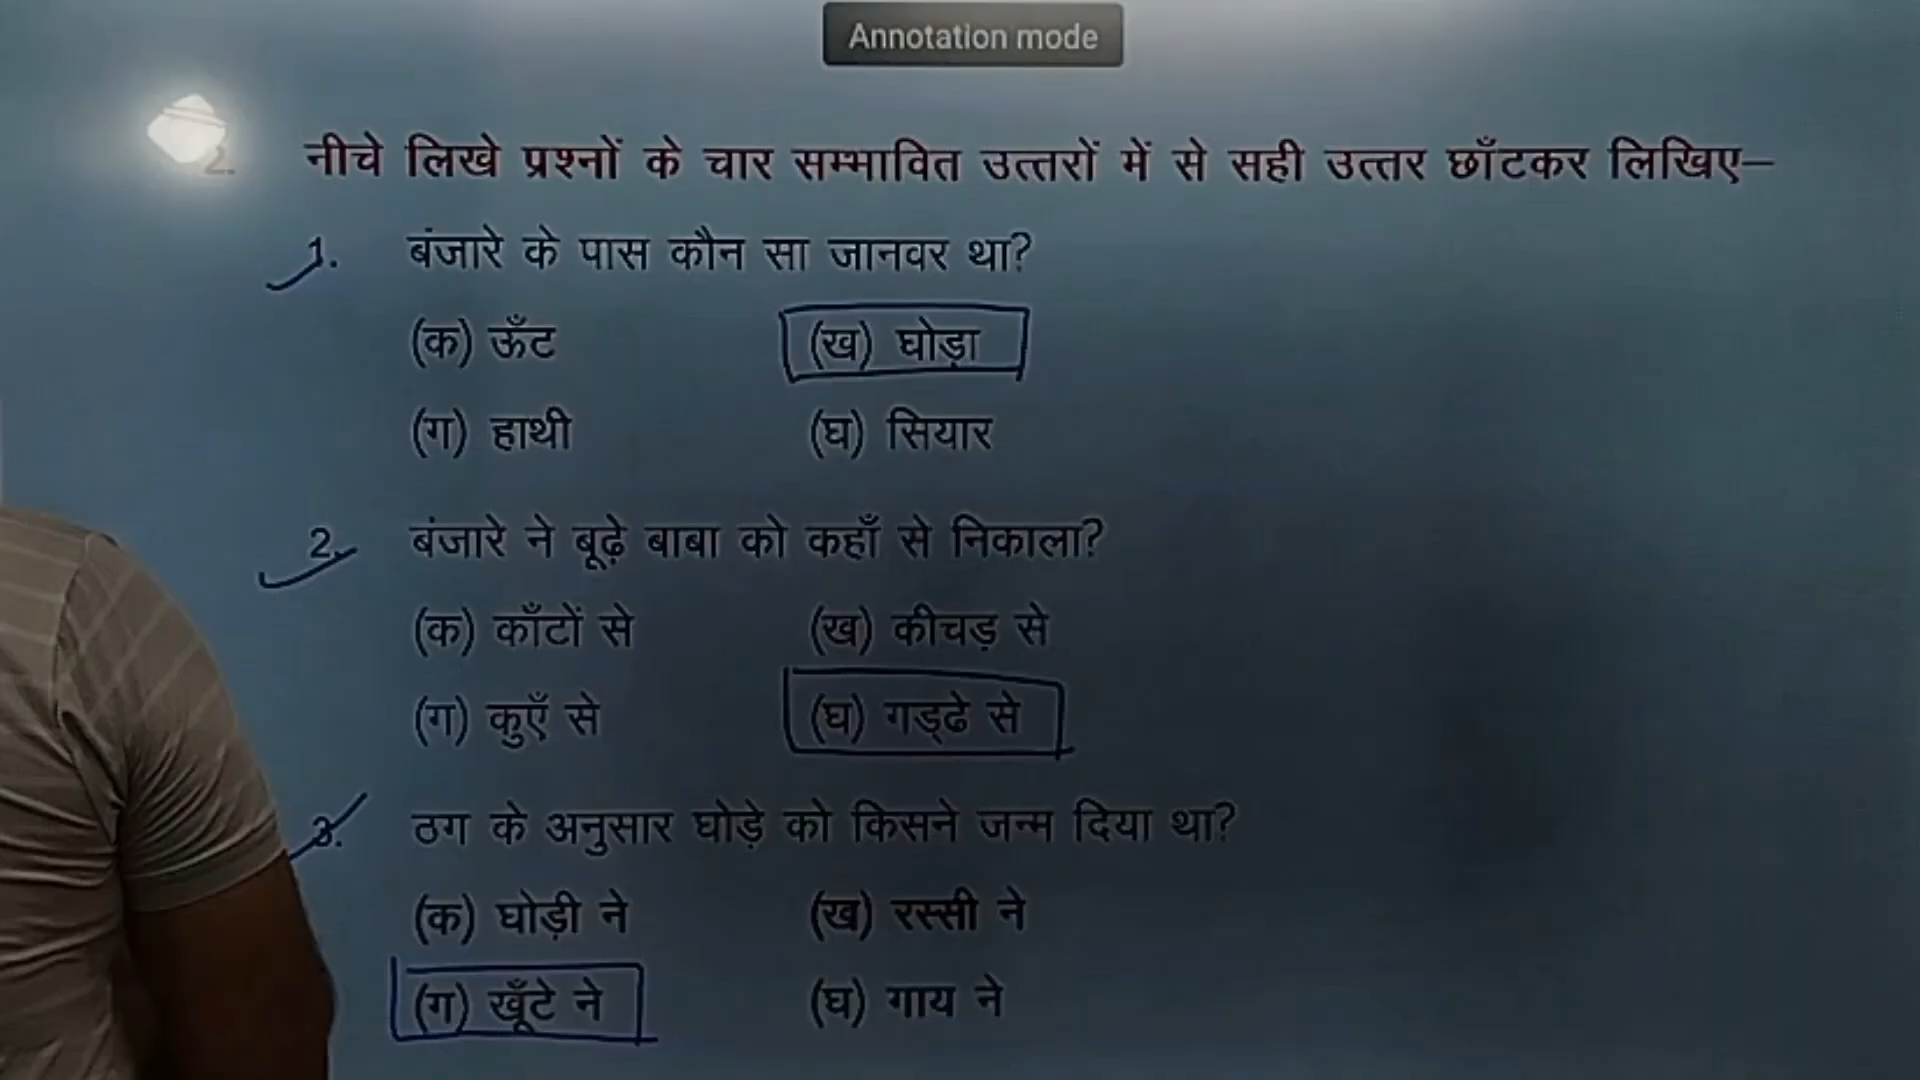 Annotation mode
2. नीचे लिखे प्रश्नों के चार सम्भावित उत्तरों में से सही उत्तर छाँटकर लिखिए–
1. बंजारे के पास कौन सा जानवर था?
(क) ऊँट (ख) घोड़ा
(ग) हाथी (घ) सियार
2. बंजारे ने बूढ़े बाबा को कहाँ से निकाला?
(क) काँटों से (ख) कीचड़ से
(ग) कुएँ से (घ) गड्ढे से
3. ठग के अनुसार घोड़े को किसने जन्म दिया था?
(क) घोड़ी ने (ख) रस्सी ने
(ग) खूँटे ने (घ) गाय ने